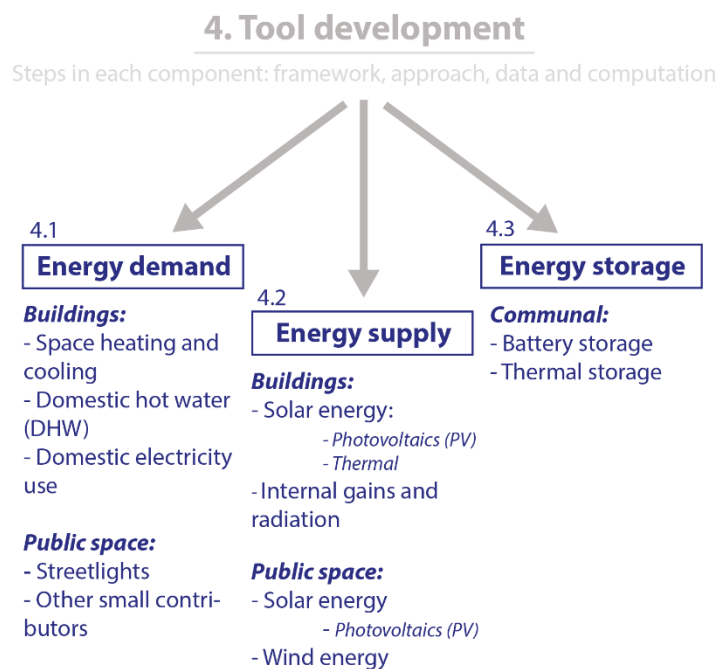 4. Tool development
Steps in each component: framework, approach, data and computation
4.1
Energy demand
Buildings:
- Space heating and
cooling
- Domestic hot water
(DHW)
- Domestic electricity
use
Public space:
- Streetlights
- Other small contri-
butors
4.2
Energy supply
Buildings:
- Solar energy:
- Photovoltaics (PV)
- Thermal
- Internal gains and
radiation
Public space:
- Solar energy
- Photovoltaics (PV)
- Wind energy
4.3
Energy storage
Communal:
- Battery storage
- Thermal storage